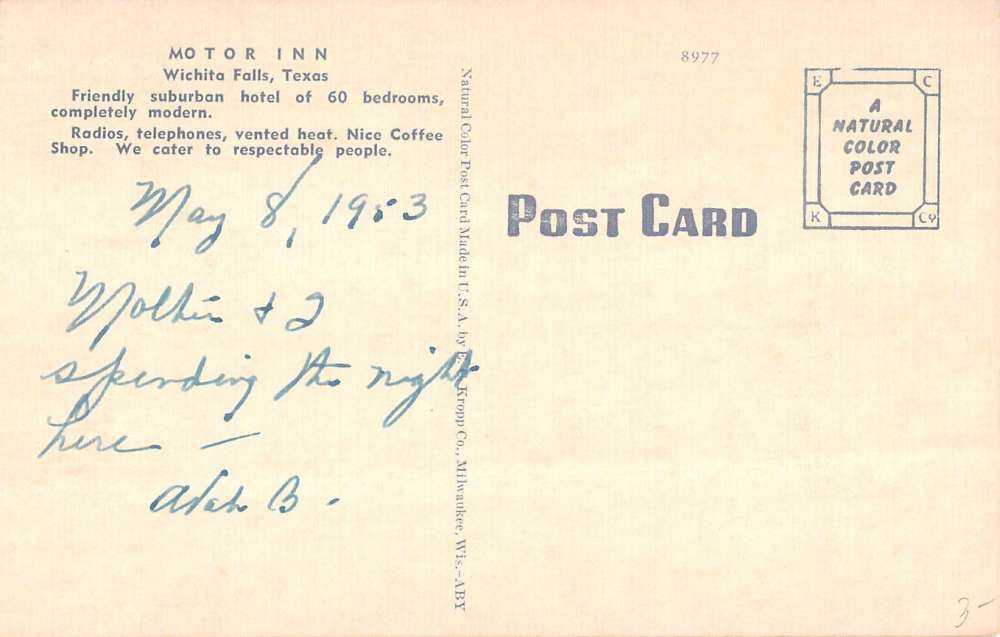 MOTOR INN
Wichita Falls, Texas
Friendly suburban hotel of 60 bedrooms,
completely modern.
Radios, telephones, vented heat. Nice Coffee
Shop. We cater to respectable people.
May 8, 1953
Mother & I
spending the night
here —
Adah B.
Natural Color Post Card Made in U.S.A. by E. Kropp Co., Milwaukee, Wis.-ABY
8977
POST CARD
E C
A
NATURAL
COLOR
POST
CARD
K Co
3-